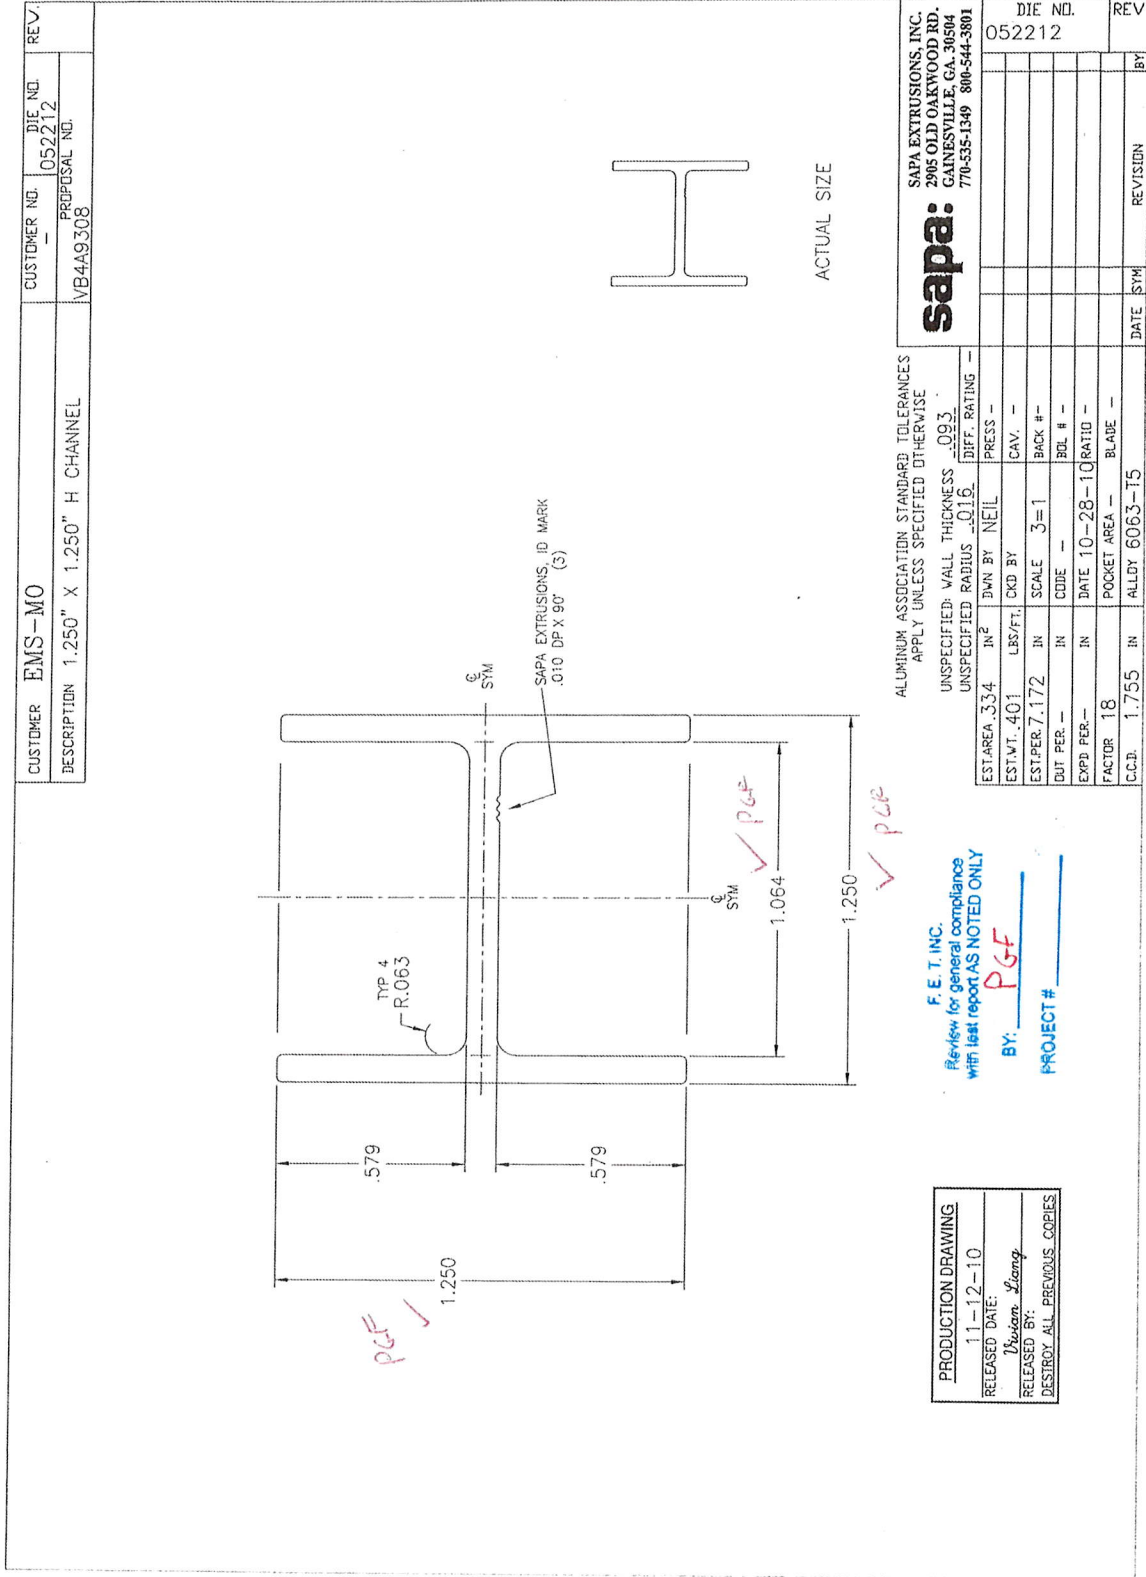 CUSTOMER EMS-MO
CUSTOMER NO. -
DIE NO. 052212
REV.
DESCRIPTION 1.250" X 1.250" H CHANNEL
PROPOSAL NO.
VB4A9308
TYP 4
R.063
.579
.579
1.250
PGF
℄
SYM
SAPA EXTRUSIONS, ID MARK
.010 DP X 90° (3)
℄
SYM
1.064
PGF
1.250
PGF
ACTUAL SIZE
PRODUCTION DRAWING
11-12-10
RELEASED DATE:
Vivian Liang
RELEASED BY:
DESTROY ALL PREVIOUS COPIES
F. E. T. INC.
Review for general compliance
with test report AS NOTED ONLY
BY: PGF
PROJECT #
ALUMINUM ASSOCIATION STANDARD TOLERANCES
APPLY UNLESS SPECIFIED OTHERWISE
UNSPECIFIED: WALL THICKNESS .093
UNSPECIFIED RADIUS .016
DIFF. RATING -
sapa:
SAPA EXTRUSIONS, INC.
2905 OLD OAKWOOD RD.
GAINESVILLE, GA. 30504
770-535-1349 800-544-3801
DIE NO.
052212
REV
EST.AREA .334 IN² DWN BY NEIL PRESS -
EST.WT. .401 LBS/FT. CKD BY CAV. -
EST.PER. 7.172 IN SCALE 3=1 BACK #-
OUT PER. - IN CODE - BOL # -
EXPD PER.- IN DATE 10-28-10 RATIO -
FACTOR 18 POCKET AREA - BLADE -
C.C.D. 1.755 IN ALLOY 6063-T5
DATE SYM REVISION BY